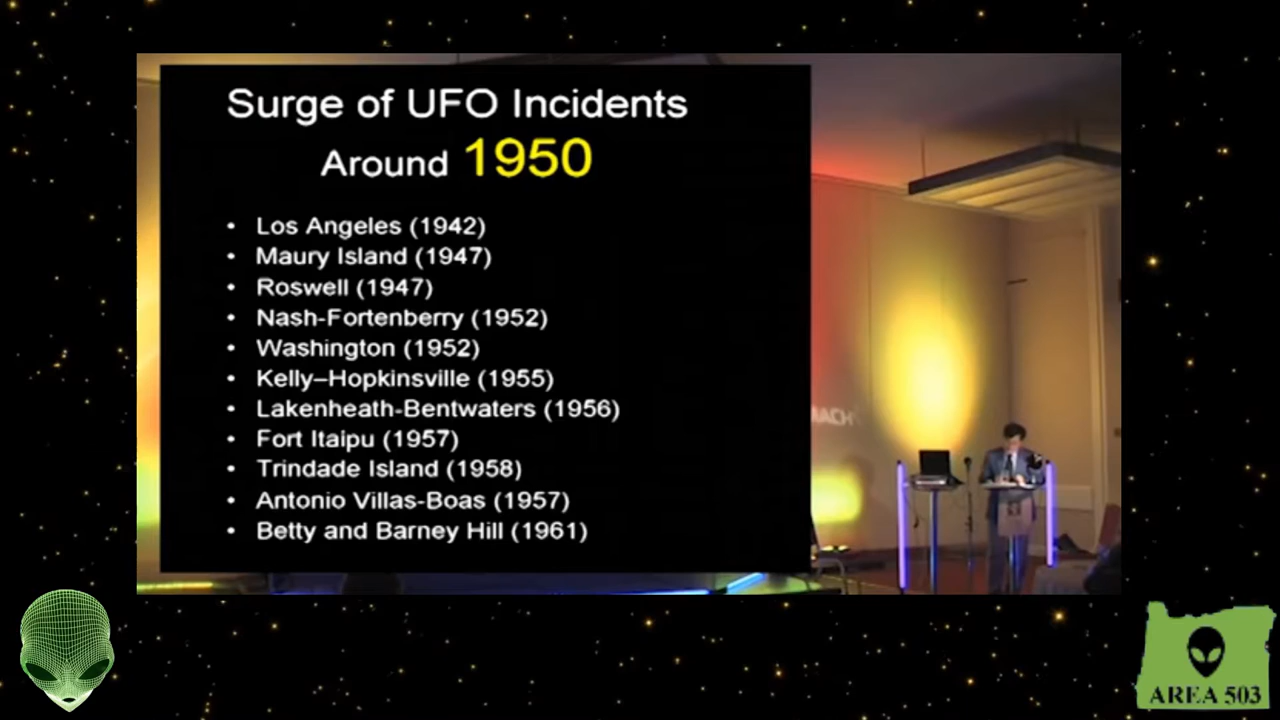 Surge of UFO Incidents
Around 1950
• Los Angeles (1942)
• Maury Island (1947)
• Roswell (1947)
• Nash-Fortenberry (1952)
• Washington (1952)
• Kelly–Hopkinsville (1955)
• Lakenheath-Bentwaters (1956)
• Fort Itaipu (1957)
• Trindade Island (1958)
• Antonio Villas-Boas (1957)
• Betty and Barney Hill (1961)
AREA 503